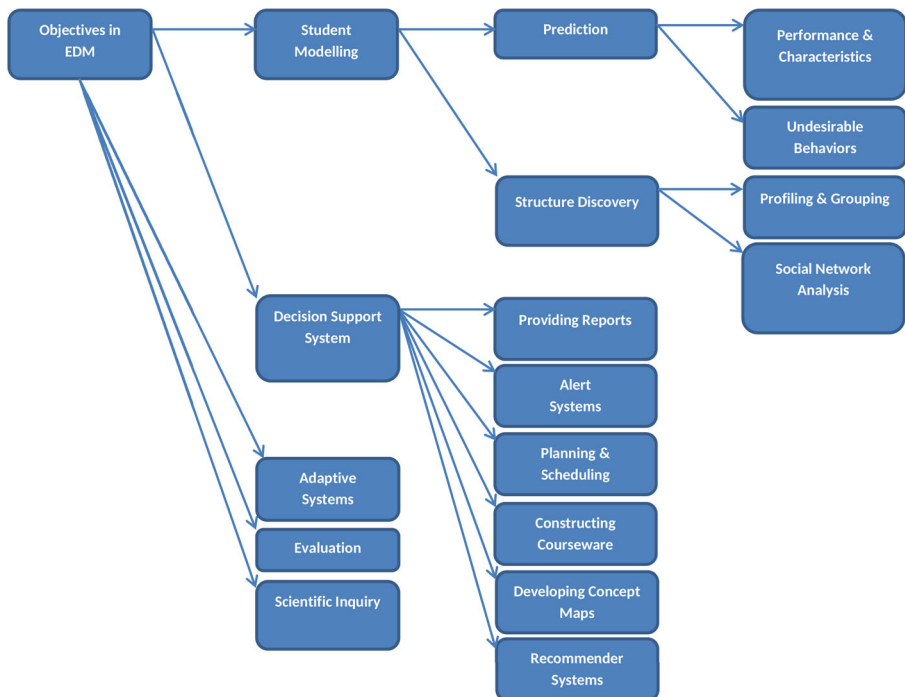 Objectives in
EDM
Student
Modelling
Prediction
Performance &
Characteristics
Undesirable
Behaviors
Structure Discovery
Profiling & Grouping
Social Network
Analysis
Decision Support
System
Providing Reports
Alert
Systems
Planning &
Scheduling
Constructing
Courseware
Developing Concept
Maps
Recommender
Systems
Adaptive
Systems
Evaluation
Scientific Inquiry